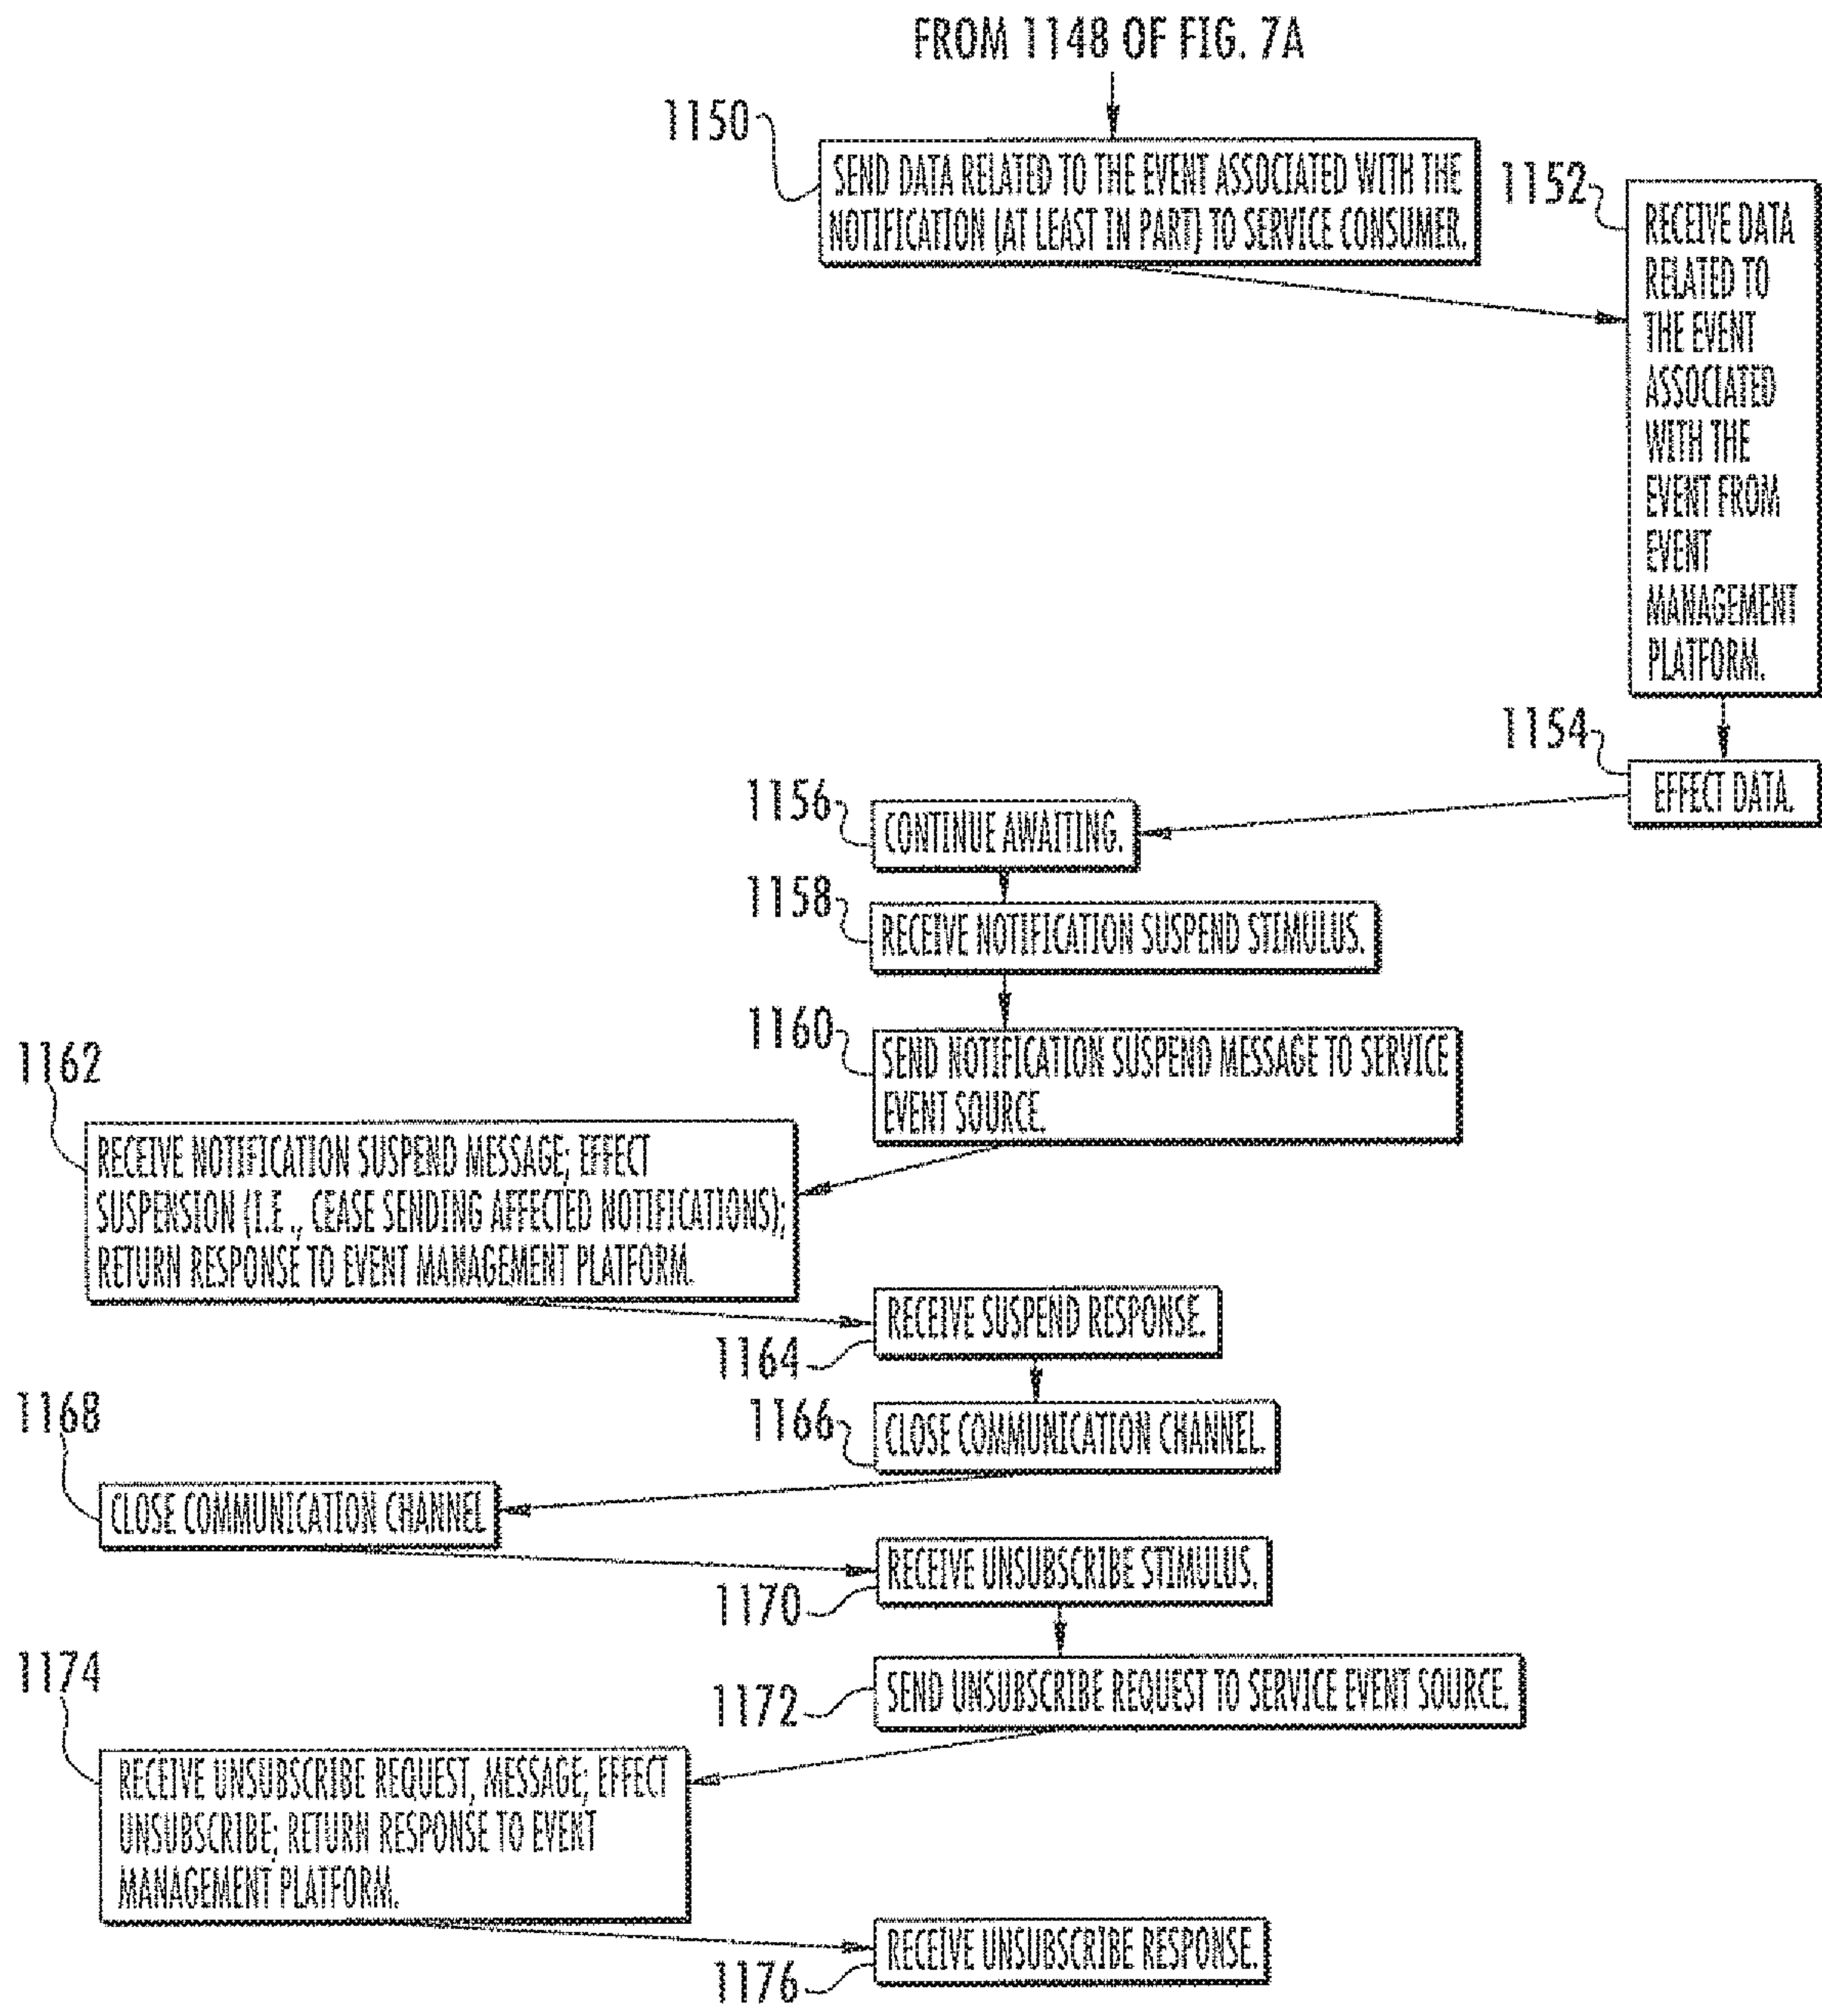 FROM 1148 OF FIG. 7A
1150
SEND DATA RELATED TO THE EVENT ASSOCIATED WITH THE
NOTIFICATION (AT LEAST IN PART) TO SERVICE CONSUMER.
1152
RECEIVE DATA
RELATED TO
THE EVENT
ASSOCIATED
WITH THE
EVENT FROM
EVENT
MANAGEMENT
PLATFORM.
1154
EFFECT DATA.
1156
CONTINUE AWAITING.
1158
RECEIVE NOTIFICATION SUSPEND STIMULUS.
1160
SEND NOTIFICATION SUSPEND MESSAGE TO SERVICE
EVENT SOURCE.
1162
RECEIVE NOTIFICATION SUSPEND MESSAGE; EFFECT
SUSPENSION (I.E., CEASE SENDING AFFECTED NOTIFICATIONS);
RETURN RESPONSE TO EVENT MANAGEMENT PLATFORM.
RECEIVE SUSPEND RESPONSE.
1164
1166
CLOSE COMMUNICATION CHANNEL.
1168
CLOSE COMMUNICATION CHANNEL
RECEIVE UNSUBSCRIBE STIMULUS.
1170
SEND UNSUBSCRIBE REQUEST TO SERVICE EVENT SOURCE.
1172
1174
RECEIVE UNSUBSCRIBE REQUEST, MESSAGE; EFFECT
UNSUBSCRIBE; RETURN RESPONSE TO EVENT
MANAGEMENT PLATFORM.
RECEIVE UNSUBSCRIBE RESPONSE.
1176